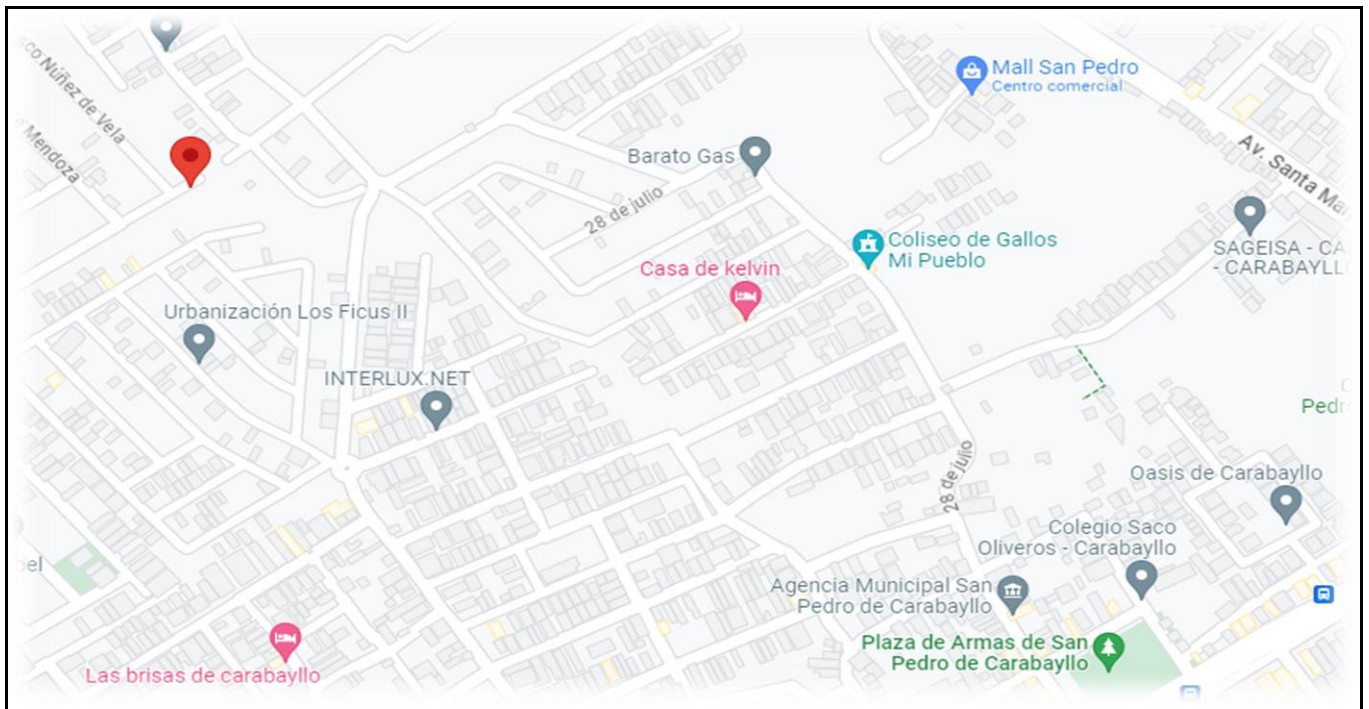 co Núñez de Vela
Mendoza
Mall San Pedro
Centro comercial
Barato Gas
28 de julio
Av. Santa Ma
Coliseo de Gallos
Mi Pueblo
SAGEISA - CA
- CARABAYLL
Casa de kelvin
Urbanización Los Ficus II
INTERLUX.NET
Pedr
28 de julio
Oasis de Carabayllo
Colegio Saco
Oliveros - Carabayllo
el
Agencia Municipal San
Pedro de Carabayllo
Plaza de Armas de San
Pedro de Carabayllo
Las brisas de carabayllo